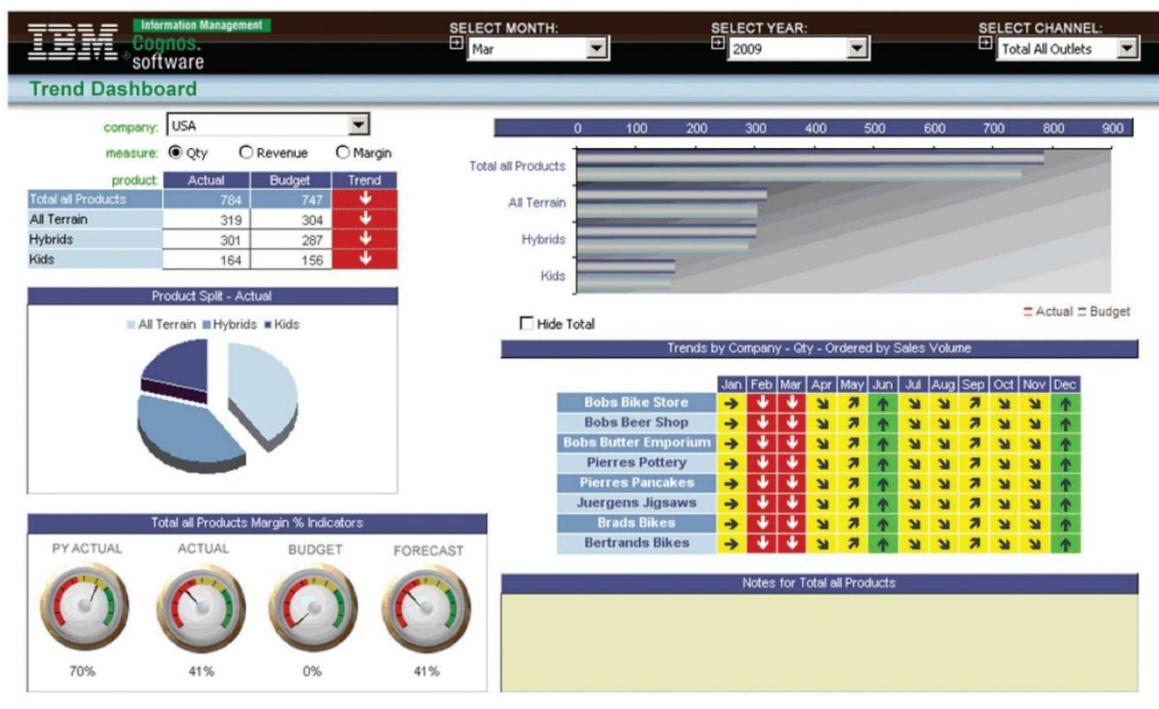 IBM
Information Management
Cognos.
software
SELECT MONTH:
Mar
SELECT YEAR:
2009
SELECT CHANNEL:
Total All Outlets
Trend Dashboard
company: USA
measure: Qty Revenue Margin
product: Actual Budget Trend
Total all Products 784 747
All Terrain 319 304
Hybrids 301 287
Kids 164 156
Product Split - Actual
All Terrain Hybrids Kids
Total all Products Margin % Indicators
PY ACTUAL ACTUAL BUDGET FORECAST
70% 41% 0% 41%
0 100 200 300 400 500 600 700 800 900
Total all Products
All Terrain
Hybrids
Kids
Actual Budget
Hide Total
Trends by Company - Qty - Ordered by Sales Volume
Jan Feb Mar Apr May Jun Jul Aug Sep Oct Nov Dec
Bobs Bike Store
Bobs Beer Shop
Bobs Butter Emporium
Pierres Pottery
Pierres Pancakes
Juergens Jigsaws
Brads Bikes
Bertrands Bikes
Notes for Total all Products